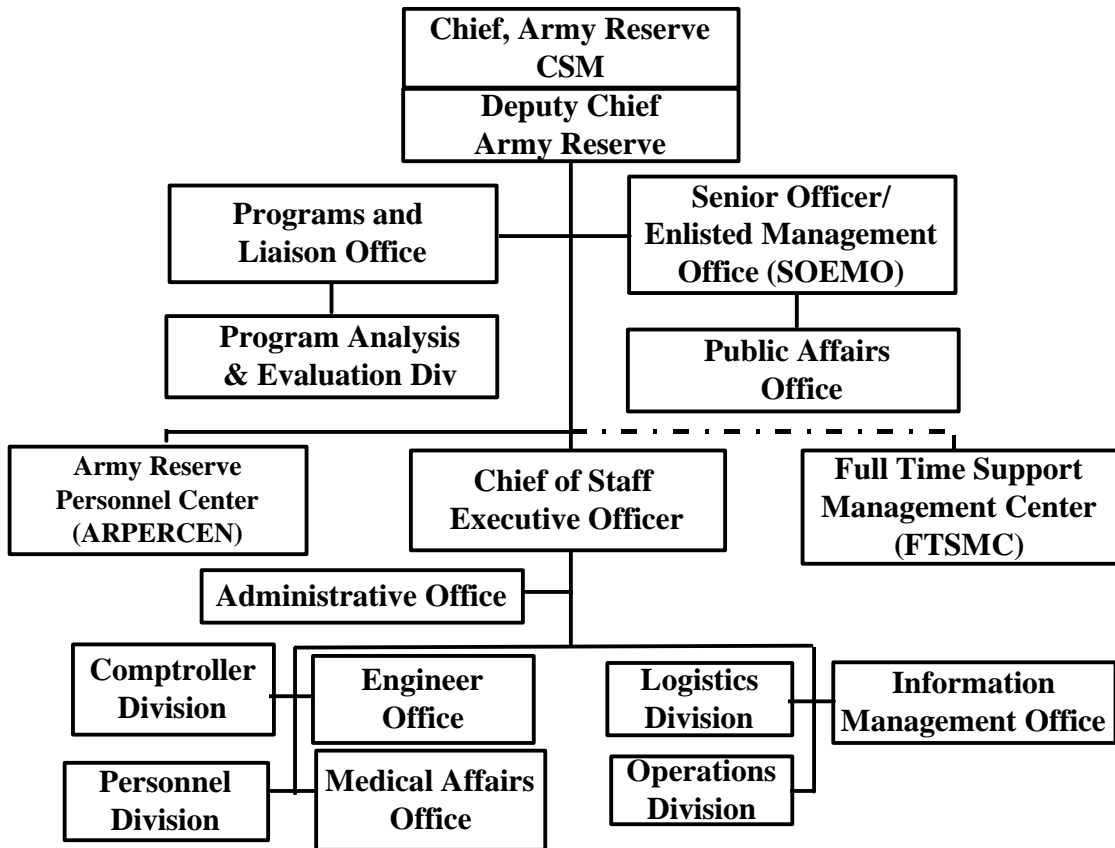 Chief, Army Reserve
CSM
Deputy Chief
Army Reserve
Programs and
Liaison Office
Senior Officer/
Enlisted Management
Office (SOEMO)
Program Analysis
& Evaluation Div
Public Affairs
Office
Army Reserve
Personnel Center
(ARPERCEN)
Chief of Staff
Executive Officer
Full Time Support
Management Center
(FTSMC)
Administrative Office
Comptroller
Division
Engineer
Office
Logistics
Division
Information
Management Office
Personnel
Division
Medical Affairs
Office
Operations
Division